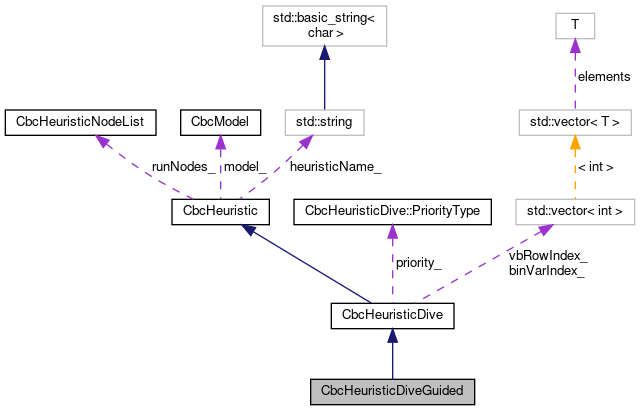 std::basic_string<
char >
T
elements
CbcHeuristicNodeList
CbcModel
std::string
std::vector< T >
runNodes_
model_
heuristicName_
< int >
CbcHeuristic
CbcHeuristicDive::PriorityType
std::vector< int >
priority_
vbRowIndex_
binVarIndex_
CbcHeuristicDive
CbcHeuristicDiveGuided